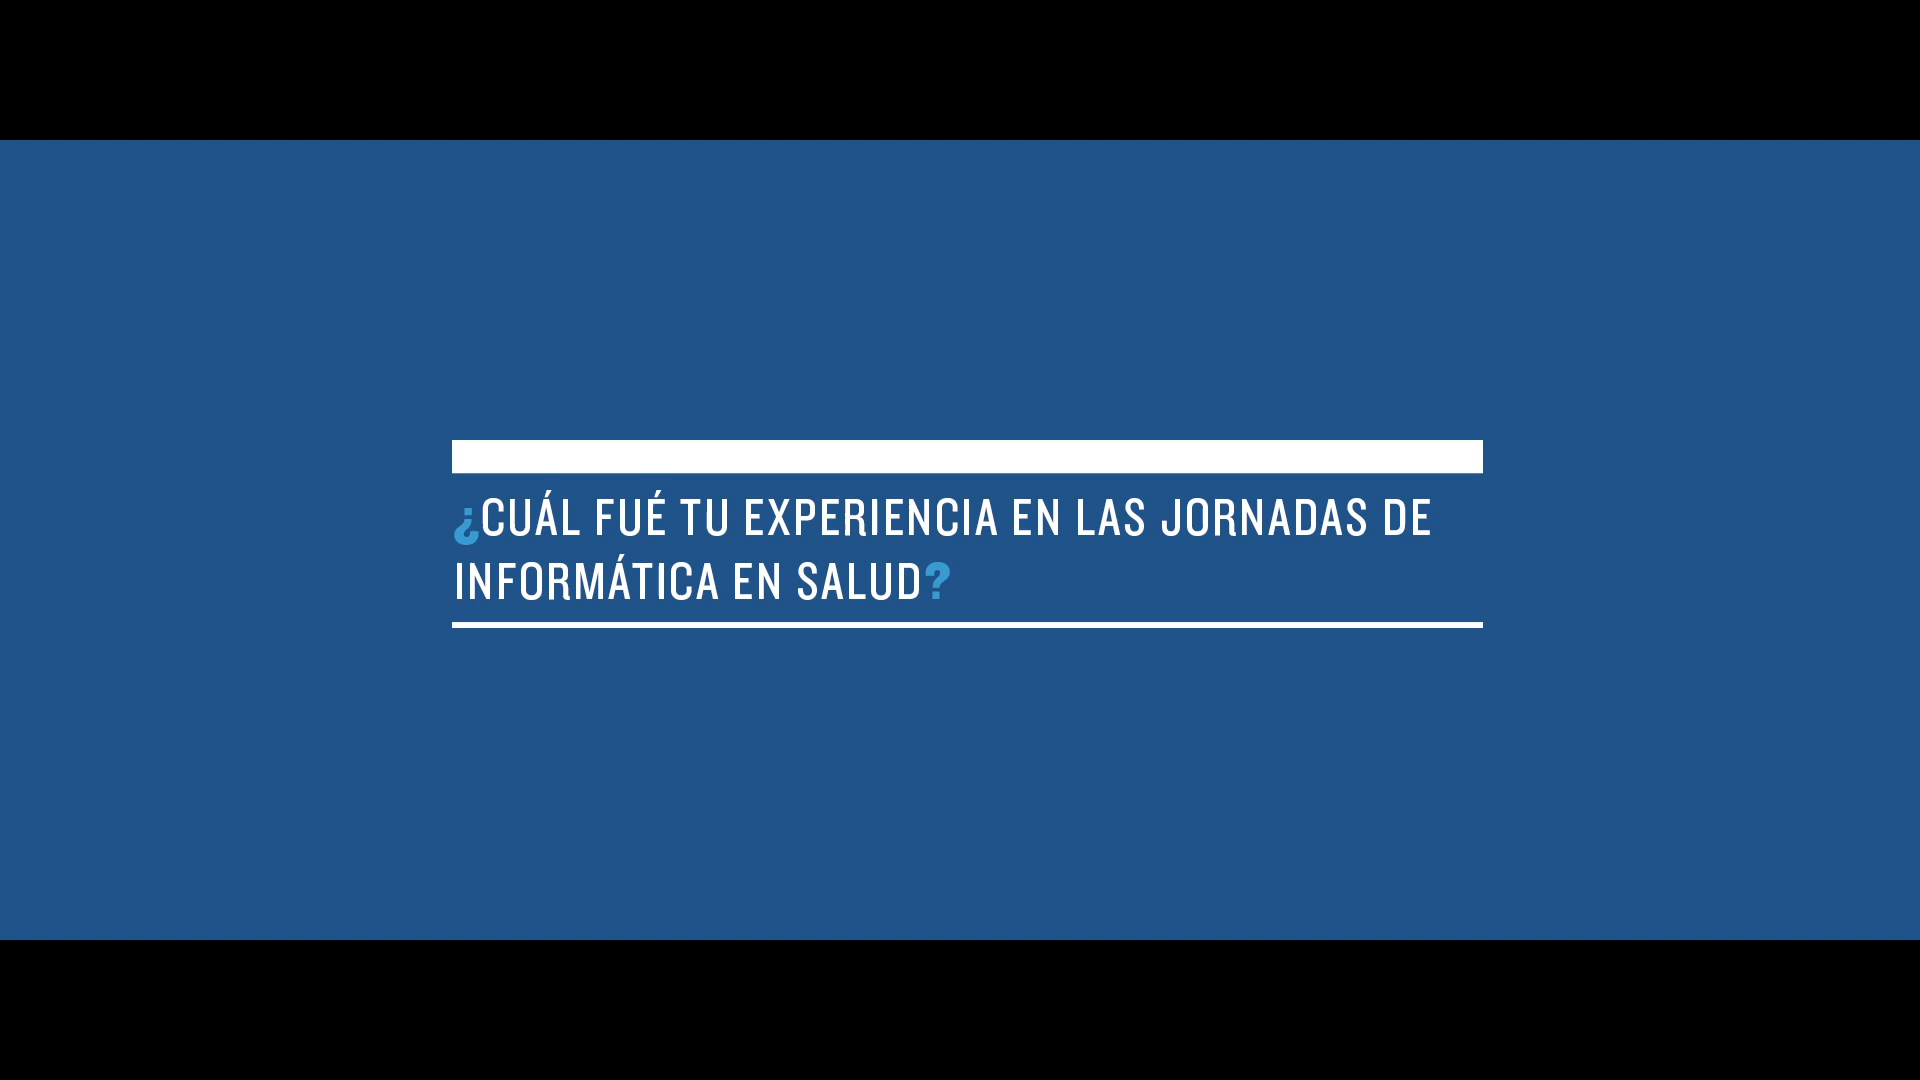 ¿CUÁL FUÉ TU EXPERIENCIA EN LAS JORNADAS DE
INFORMÁTICA EN SALUD?